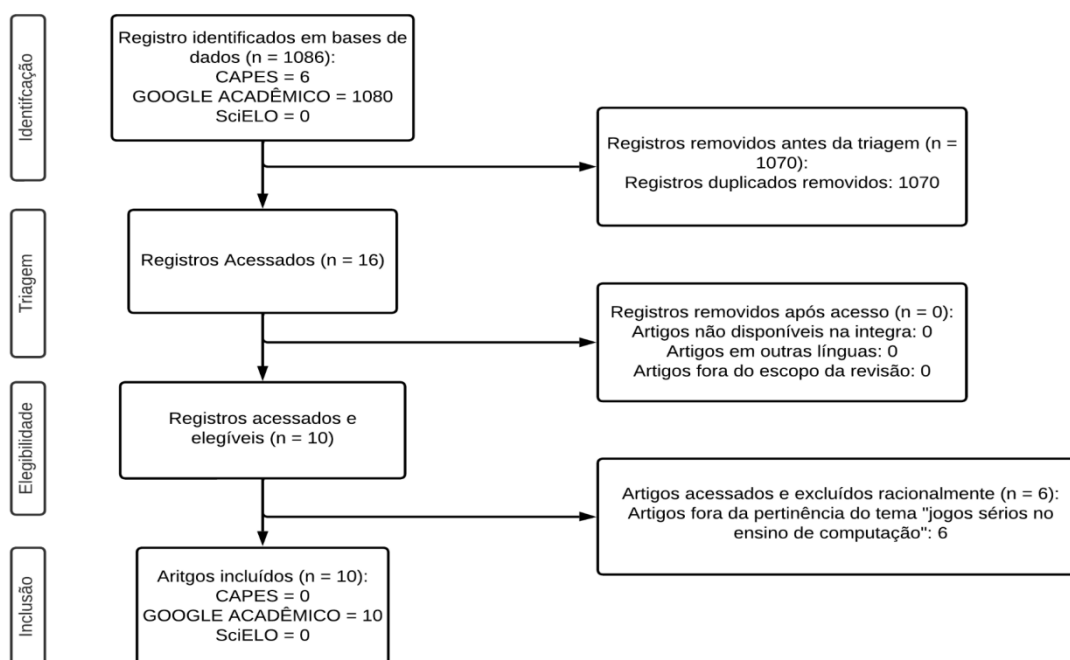 Identifcação
Registro identificados em bases de
dados (n = 1086):
CAPES = 6
GOOGLE ACADÊMICO = 1080
SciELO = 0
Registros removidos antes da triagem (n =
1070):
Registros duplicados removidos: 1070
Triagem
Registros Acessados (n = 16)
Registros removidos após acesso (n = 0):
Artigos não disponíveis na integra: 0
Artigos em outras línguas: 0
Artigos fora do escopo da revisão: 0
Elegibilidade
Registros acessados e
elegíveis (n = 10)
Artigos acessados e excluídos racionalmente (n = 6):
Artigos fora da pertinência do tema "jogos sérios no
ensino de computação": 6
Inclusão
Aritgos incluídos (n = 10):
CAPES = 0
GOOGLE ACADÊMICO = 10
SciELO = 0